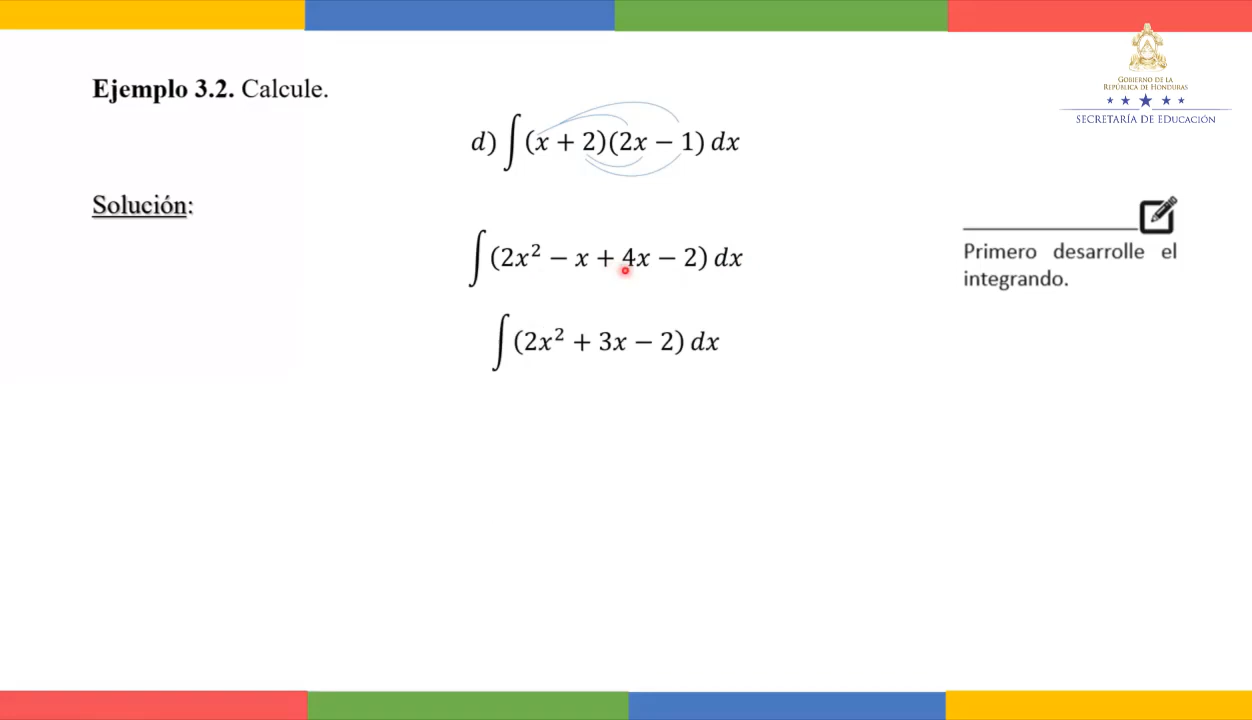 Ejemplo 3.2. Calcule.
GOBIERNO DE LA
REPÚBLICA DE HONDURAS
SECRETARÍA DE EDUCACIÓN
d) ∫(x + 2)(2x − 1) dx
Solución:
∫(2x² − x + 4x − 2) dx
Primero desarrolle el
integrando.
∫(2x² + 3x − 2) dx